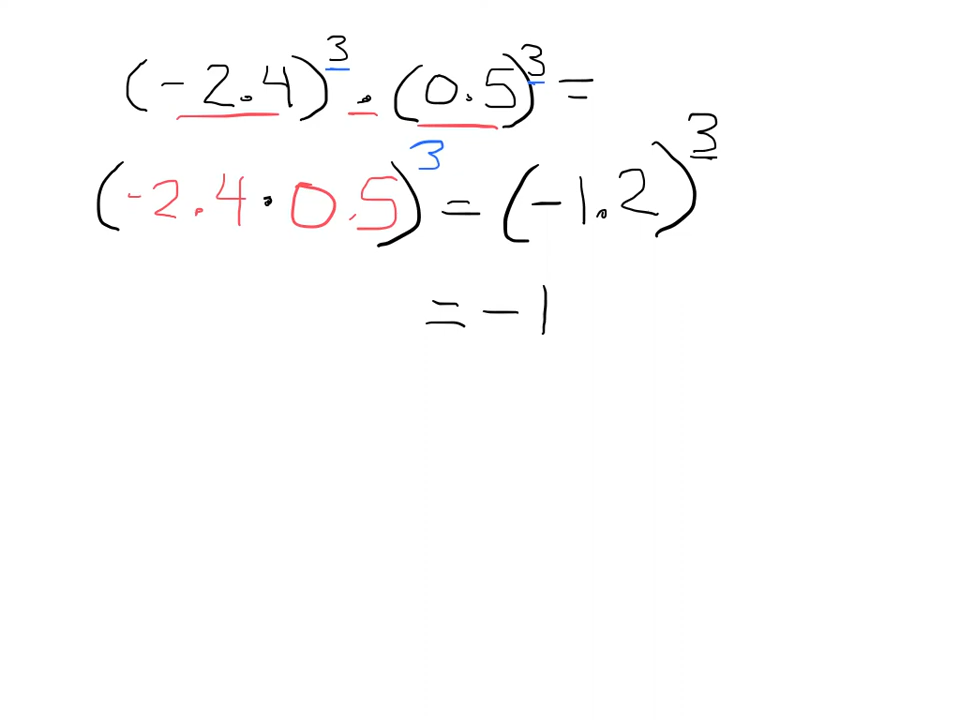 (-2.4)³ · (0.5)³ =
(-2.4 · 0.5)³ = (-1.2)³
= -1